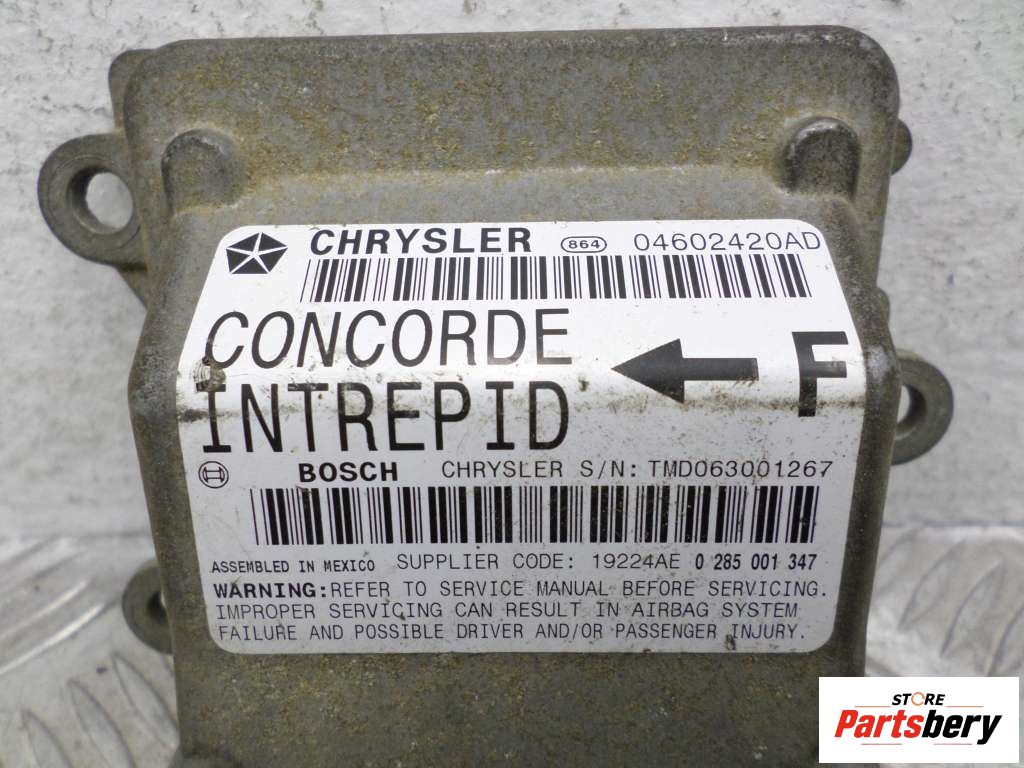 CHRYSLER 864 04602420AD
CONCORDE
INTREPID
F
BOSCH CHRYSLER S/N: TMD063001267
ASSEMBLED IN MEXICO SUPPLIER CODE: 19224AE 0 285 001 347
WARNING: REFER TO SERVICE MANUAL BEFORE SERVICING.
IMPROPER SERVICING CAN RESULT IN AIRBAG SYSTEM
FAILURE AND POSSIBLE DRIVER AND/OR PASSENGER INJURY.
STORE
Partsbery